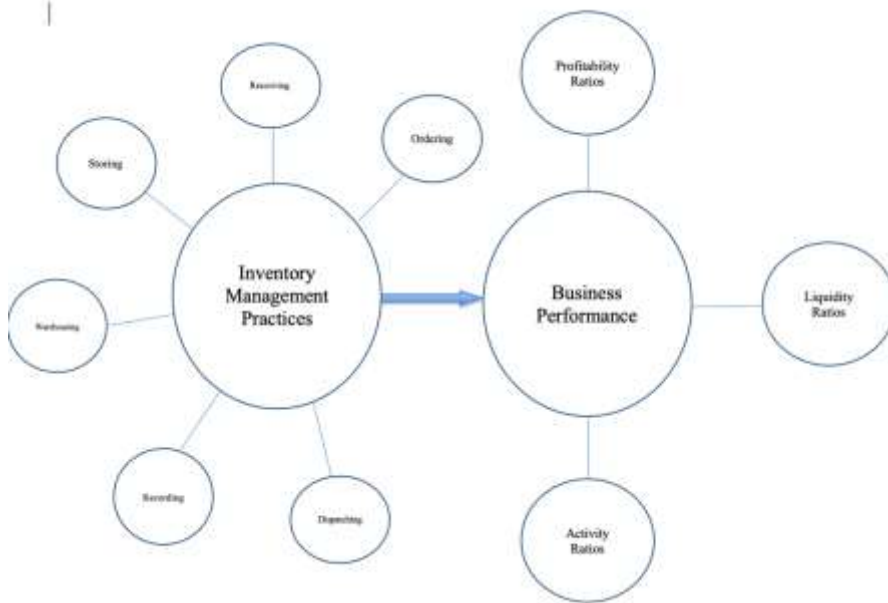 Receiving
Profitability
Ratios
Ordering
Storing
Inventory
Management
Practices
Business
Performance
Liquidity
Ratios
Warehousing
Recording
Dispatching
Activity
Ratios